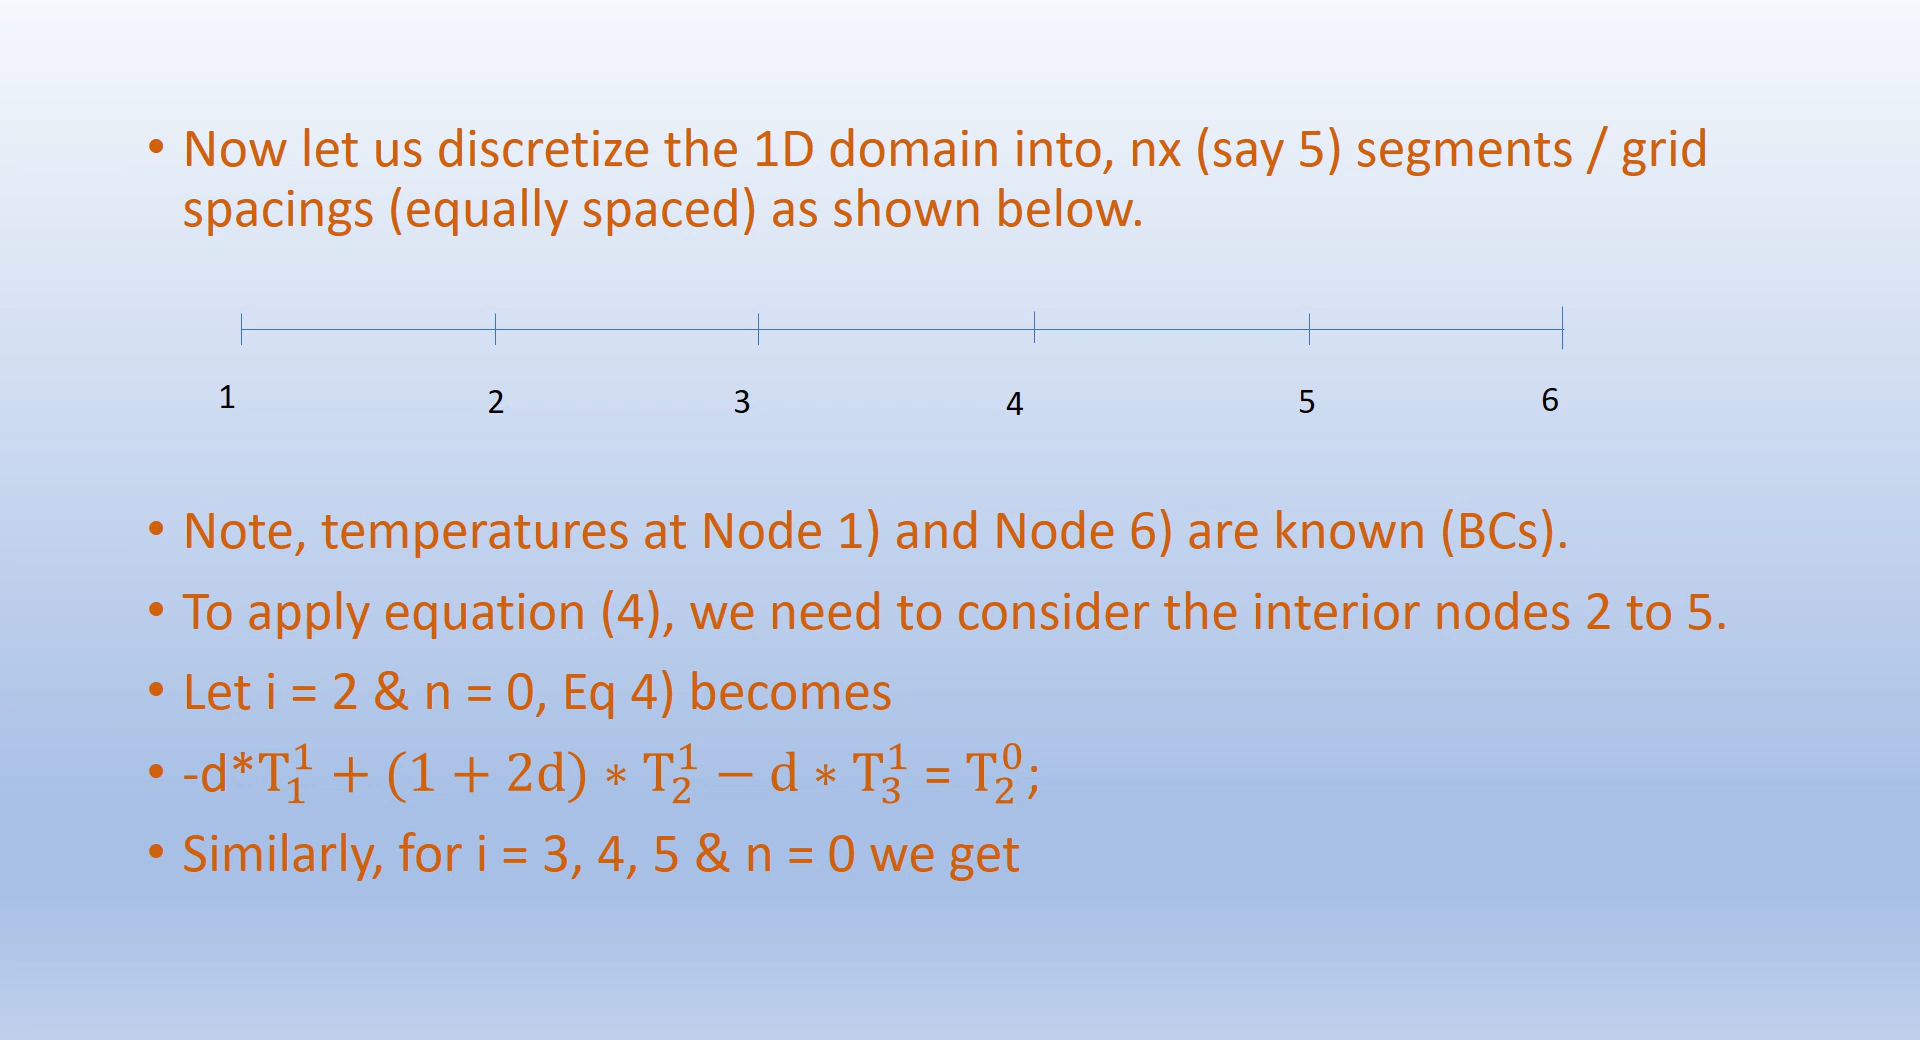 • Now let us discretize the 1D domain into, nx (say 5) segments / grid
spacings (equally spaced) as shown below.
1 2 3 4 5 6
• Note, temperatures at Node 1) and Node 6) are known (BCs).
• To apply equation (4), we need to consider the interior nodes 2 to 5.
• Let i = 2 & n = 0, Eq 4) becomes
• -d*T₁¹ + (1 + 2d) ∗ T₂¹ − d ∗ T₃¹ = T₂⁰;
• Similarly, for i = 3, 4, 5 & n = 0 we get